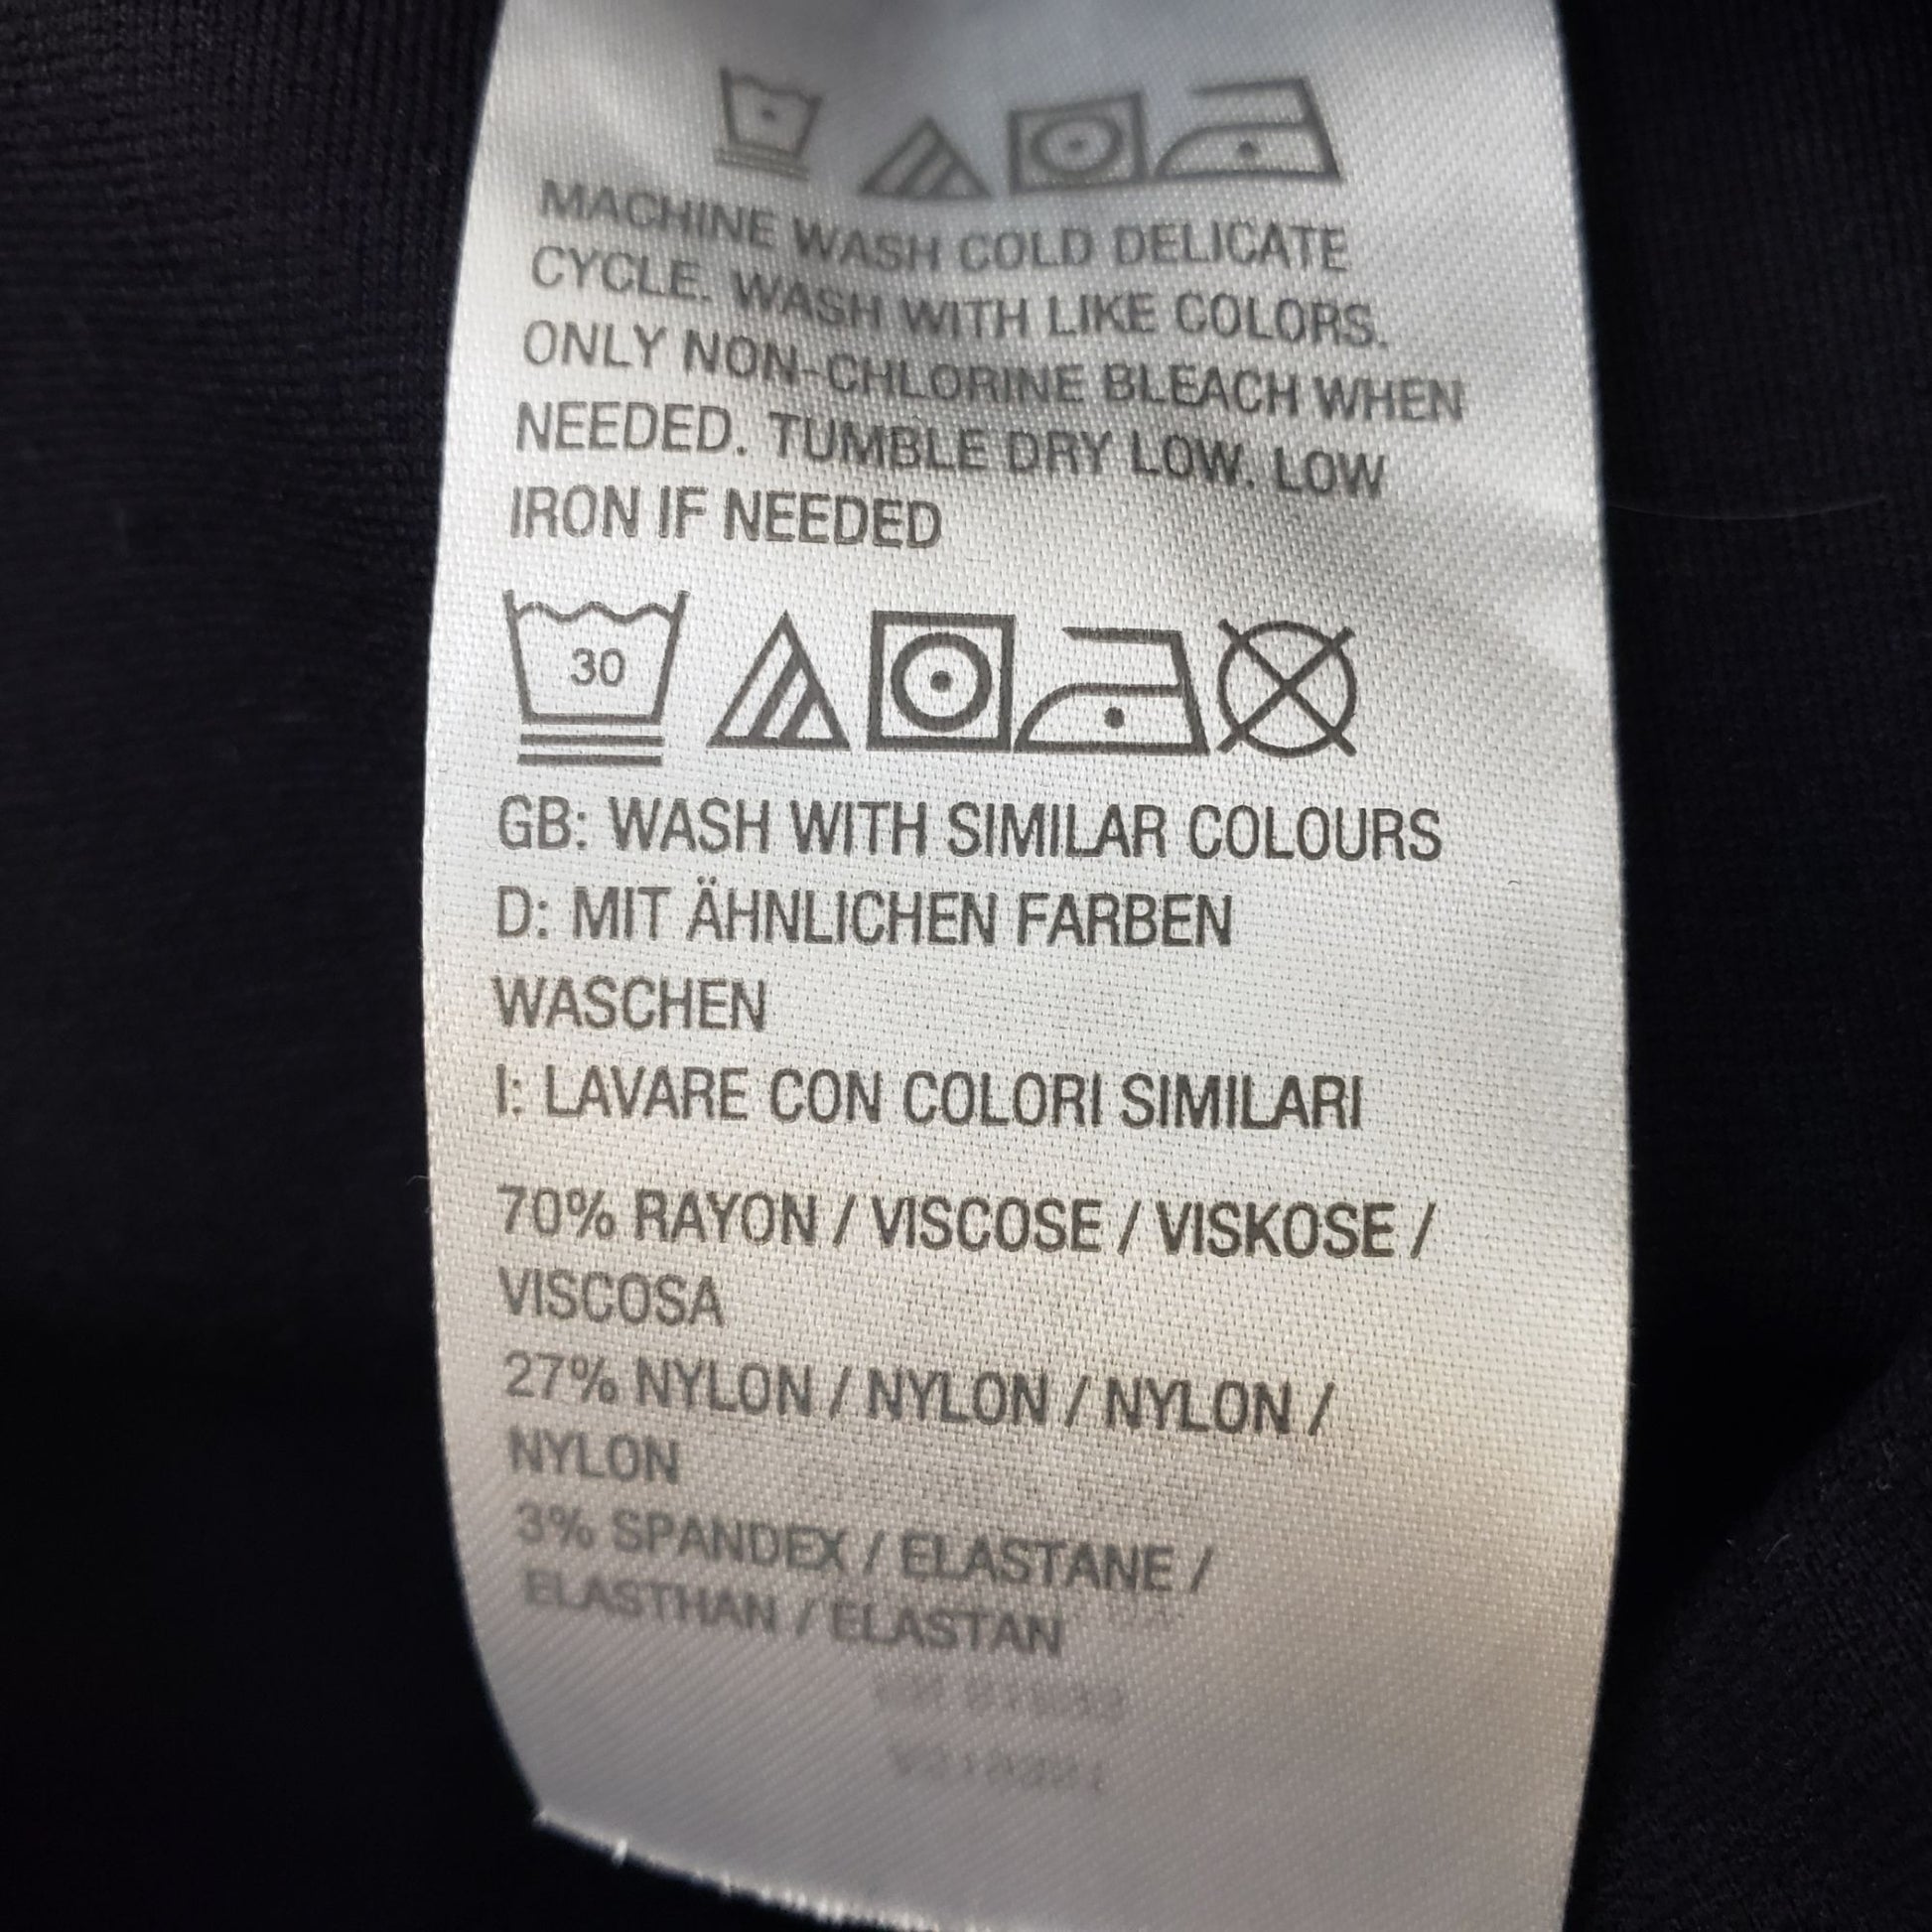 MACHINE WASH COLD DELICATE
CYCLE. WASH WITH LIKE COLORS.
ONLY NON-CHLORINE BLEACH WHEN
NEEDED. TUMBLE DRY LOW. LOW
IRON IF NEEDED
30
GB: WASH WITH SIMILAR COLOURS
D: MIT ÄHNLICHEN FARBEN
WASCHEN
I: LAVARE CON COLORI SIMILARI
70% RAYON / VISCOSE / VISKOSE /
VISCOSA
27% NYLON / NYLON / NYLON /
NYLON
3% SPANDEX / ELASTANE /
ELASTHAN / ELASTAN